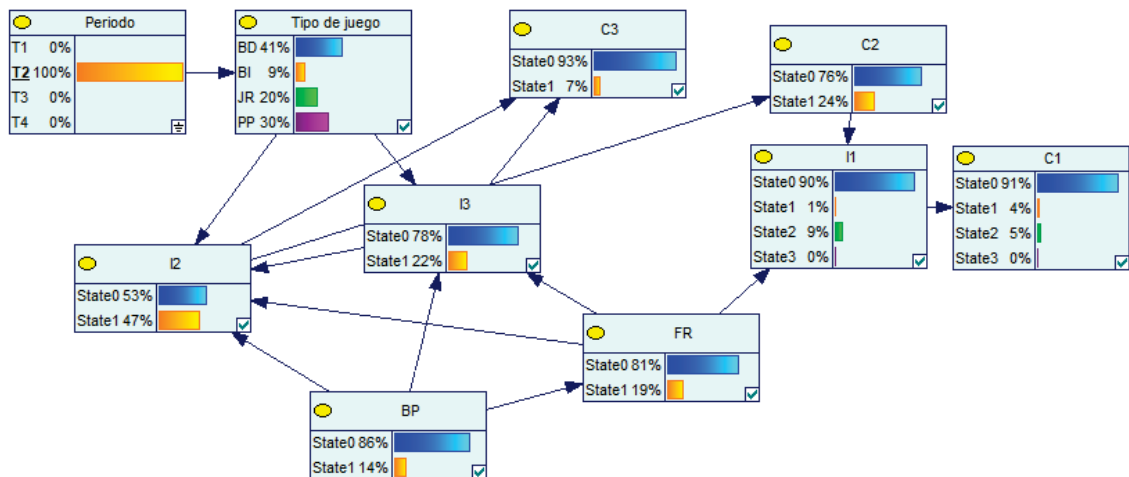 Periodo
T1 0%
T2 100%
T3 0%
T4 0%
Tipo de juego
BD 41%
BI 9%
JR 20%
PP 30%
C3
State0 93%
State1 7%
C2
State0 76%
State1 24%
I1
State0 90%
State1 1%
State2 9%
State3 0%
C1
State0 91%
State1 4%
State2 5%
State3 0%
I3
State0 78%
State1 22%
I2
State0 53%
State1 47%
FR
State0 81%
State1 19%
BP
State0 86%
State1 14%